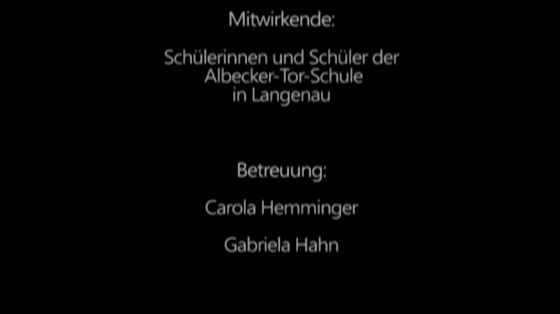 Mitwirkende:
Schülerinnen und Schüler der
Albecker-Tor-Schule
in Langenau
Betreuung:
Carola Hemminger
Gabriela Hahn